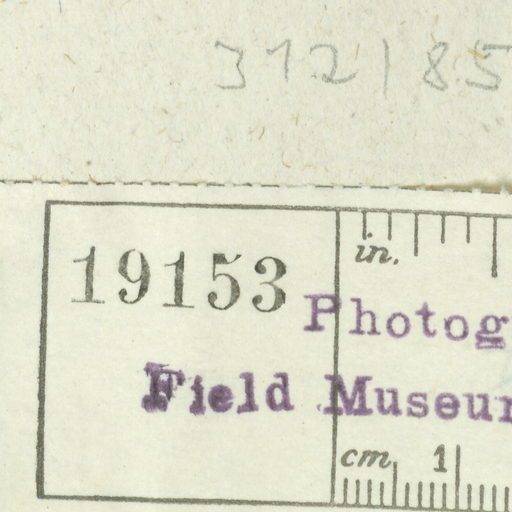 312185
19153
in.
Photog
Field Museu
cm 1